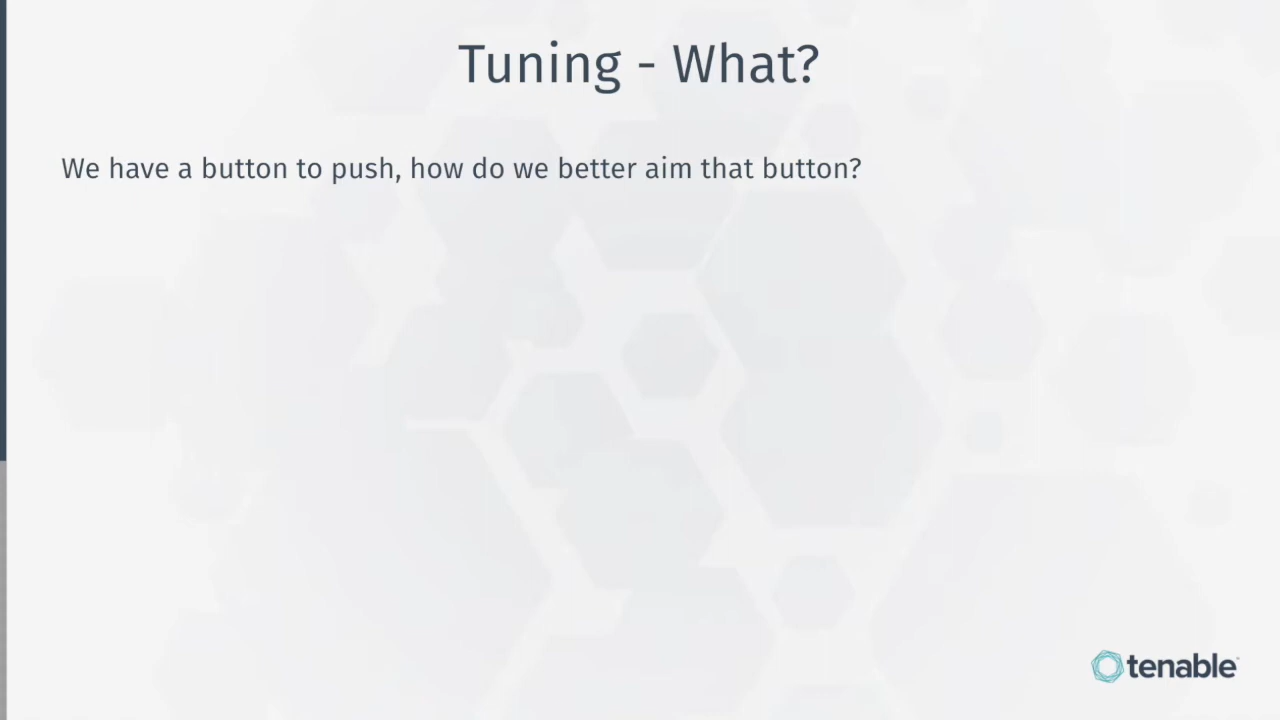 Tuning - What?
We have a button to push, how do we better aim that button?
tenable